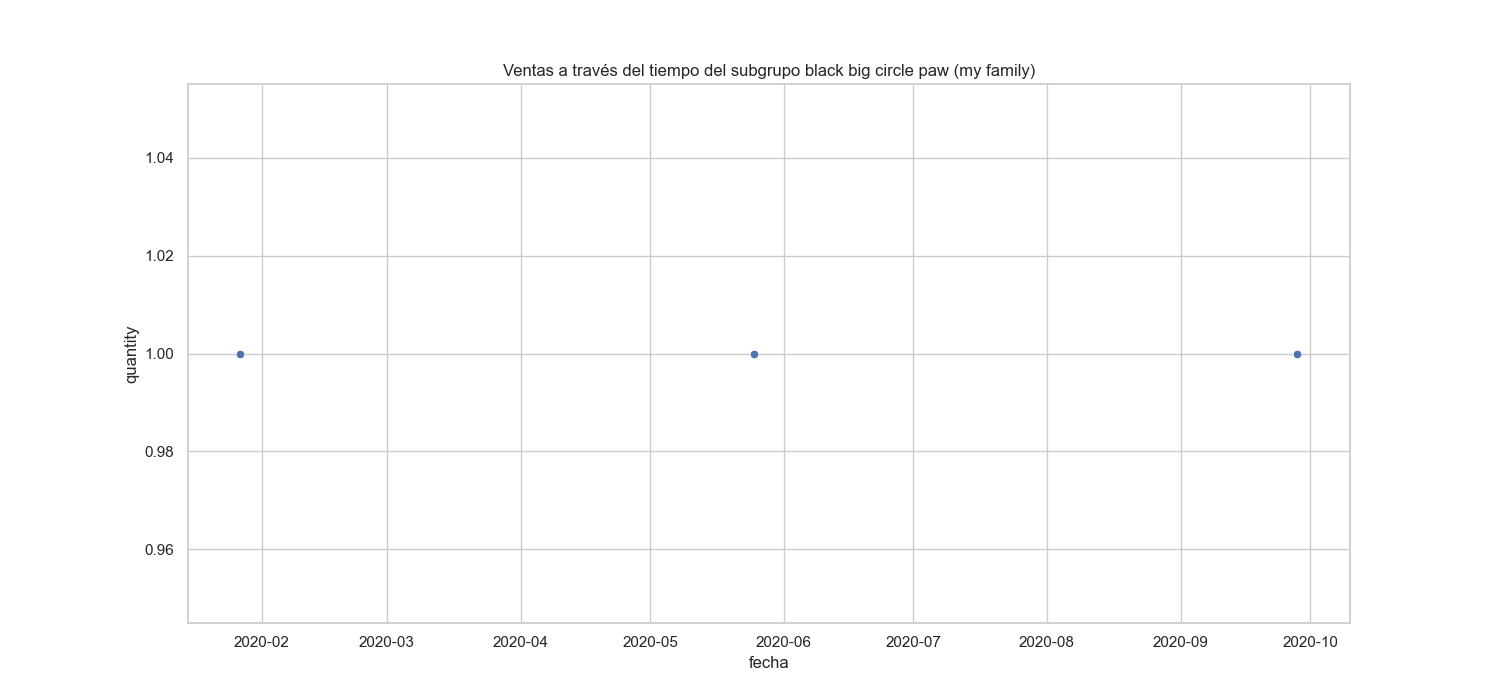 Ventas a través del tiempo del subgrupo black big circle paw (my family)
1.04
1.02
1.00
0.98
0.96
quantity
2020-02 2020-03 2020-04 2020-05 2020-06 2020-07 2020-08 2020-09 2020-10
fecha